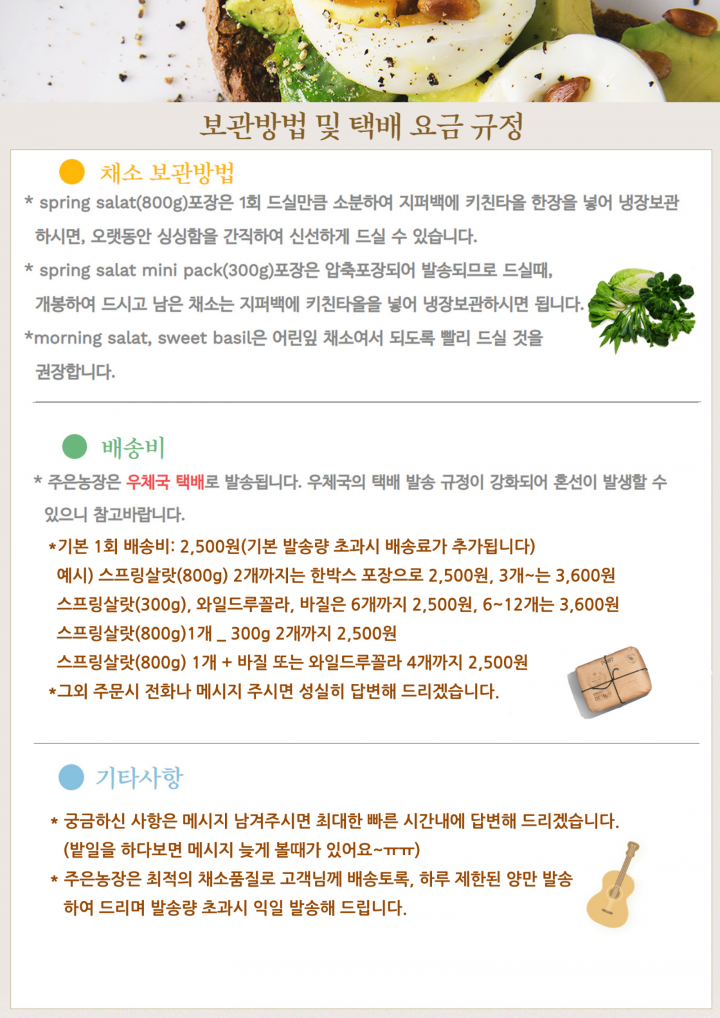 보관방법 및 택배 요금 규정
채소 보관방법
* spring salat(800g)포장은 1회 드실만큼 소분하여 지퍼백에 키친타올 한장을 넣어 냉장보관
하시면, 오랫동안 싱싱함을 간직하여 신선하게 드실 수 있습니다.
* spring salat mini pack(300g)포장은 압축포장되어 발송되므로 드실때,
개봉하여 드시고 남은 채소는 지퍼백에 키친타올을 넣어 냉장보관하시면 됩니다.
*morning salat, sweet basil은 어린잎 채소여서 되도록 빨리 드실 것을
권장합니다.
배송비
* 주은농장은 우체국 택배로 발송됩니다. 우체국의 택배 발송 규정이 강화되어 혼선이 발생할 수
있으니 참고바랍니다.
*기본 1회 배송비: 2,500원(기본 발송량 초과시 배송료가 추가됩니다)
예시) 스프링살랏(800g) 2개까지는 한박스 포장으로 2,500원, 3개~는 3,600원
스프링살랏(300g), 와일드루꼴라, 바질은 6개까지 2,500원, 6~12개는 3,600원
스프링살랏(800g)1개 _ 300g 2개까지 2,500원
스프링살랏(800g) 1개 + 바질 또는 와일드루꼴라 4개까지 2,500원
*그외 주문시 전화나 메시지 주시면 성실히 답변해 드리겠습니다.
기타사항
* 궁금하신 사항은 메시지 남겨주시면 최대한 빠른 시간내에 답변해 드리겠습니다.
(밭일을 하다보면 메시지 늦게 볼때가 있어요~ㅠㅠ)
* 주은농장은 최적의 채소품질로 고객님께 배송토록, 하루 제한된 양만 발송
하여 드리며 발송량 초과시 익일 발송해 드립니다.